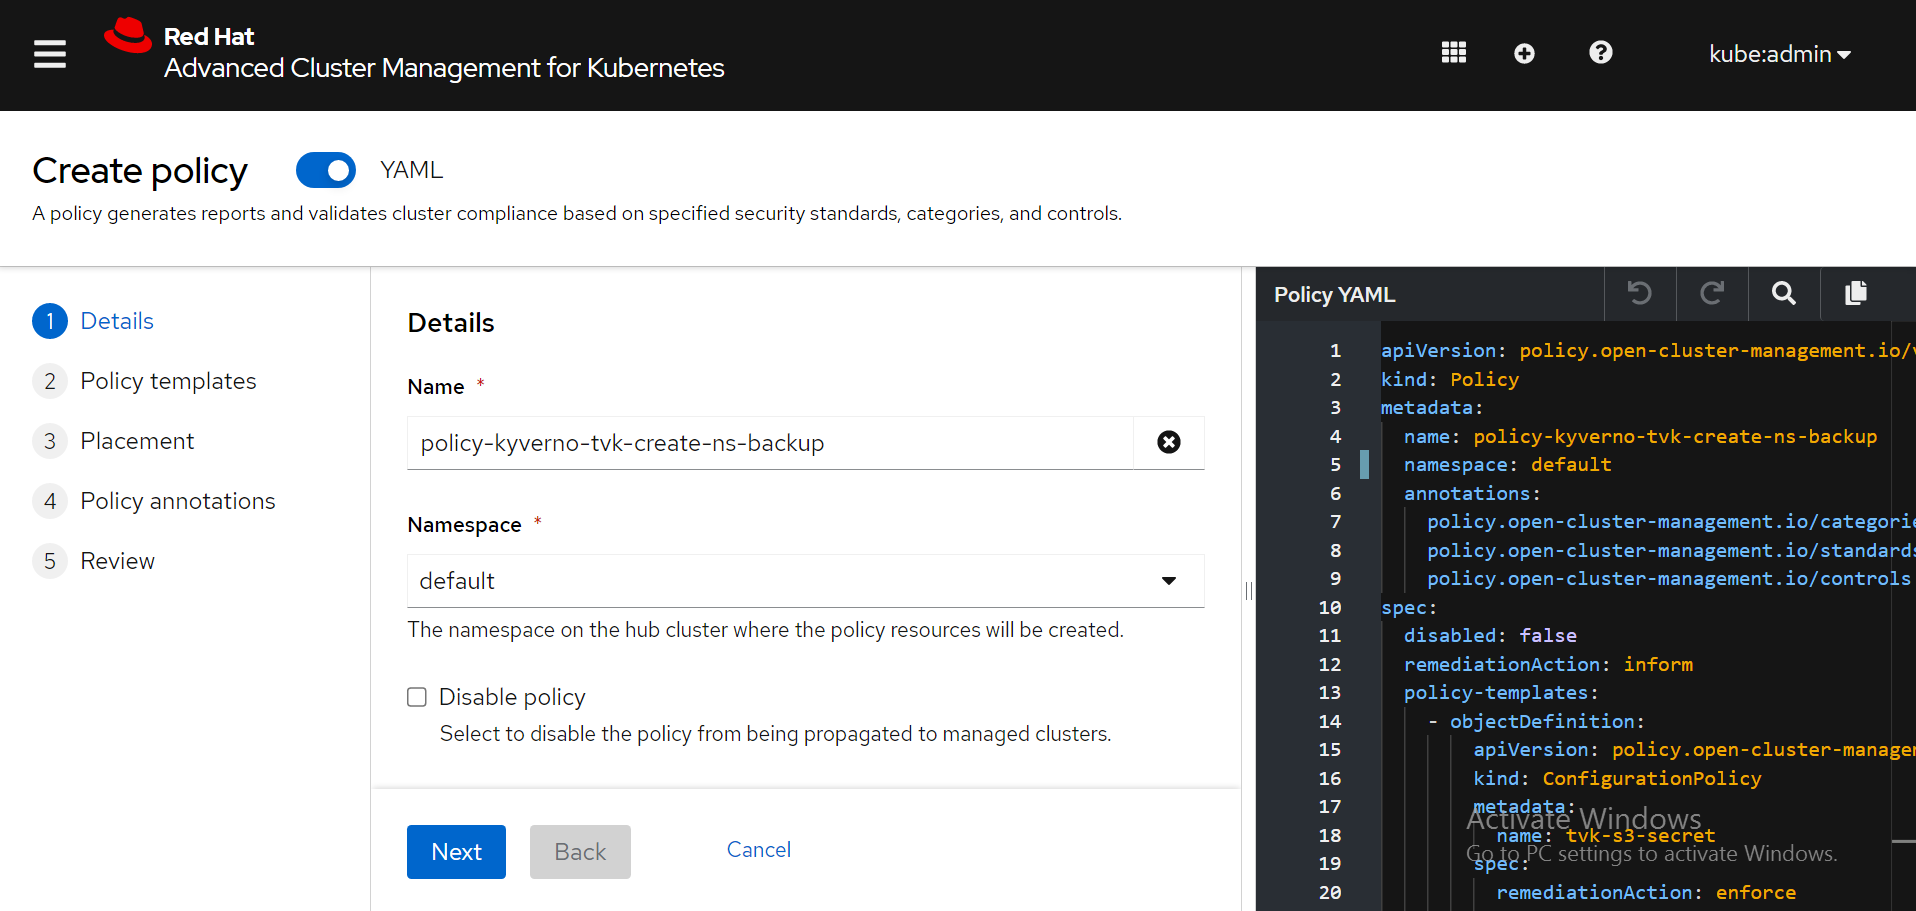 Red Hat
Advanced Cluster Management for Kubernetes
kube:admin
Create policy
YAML
A policy generates reports and validates cluster compliance based on specified security standards, categories, and controls.
1 Details
2 Policy templates
3 Placement
4 Policy annotations
5 Review
Details
Name *
policy-kyverno-tvk-create-ns-backup
Namespace *
default
The namespace on the hub cluster where the policy resources will be created.
Disable policy
Select to disable the policy from being propagated to managed clusters.
Next
Back
Cancel
Policy YAML
1 apiVersion: policy.open-cluster-management.io/
2 kind: Policy
3 metadata:
4 name: policy-kyverno-tvk-create-ns-backup
5 namespace: default
6 annotations:
7 policy.open-cluster-management.io/categorie
8 policy.open-cluster-management.io/standards
9 policy.open-cluster-management.io/controls
10 spec:
11 disabled: false
12 remediationAction: inform
13 policy-templates:
14 - objectDefinition:
15 apiVersion: policy.open-cluster-manage
16 kind: ConfigurationPolicy
17 metadata:
18 name: tvk-s3-secret
19 spec:
20 remediationAction: enforce
Activate Windows
Go to PC settings to activate Windows.